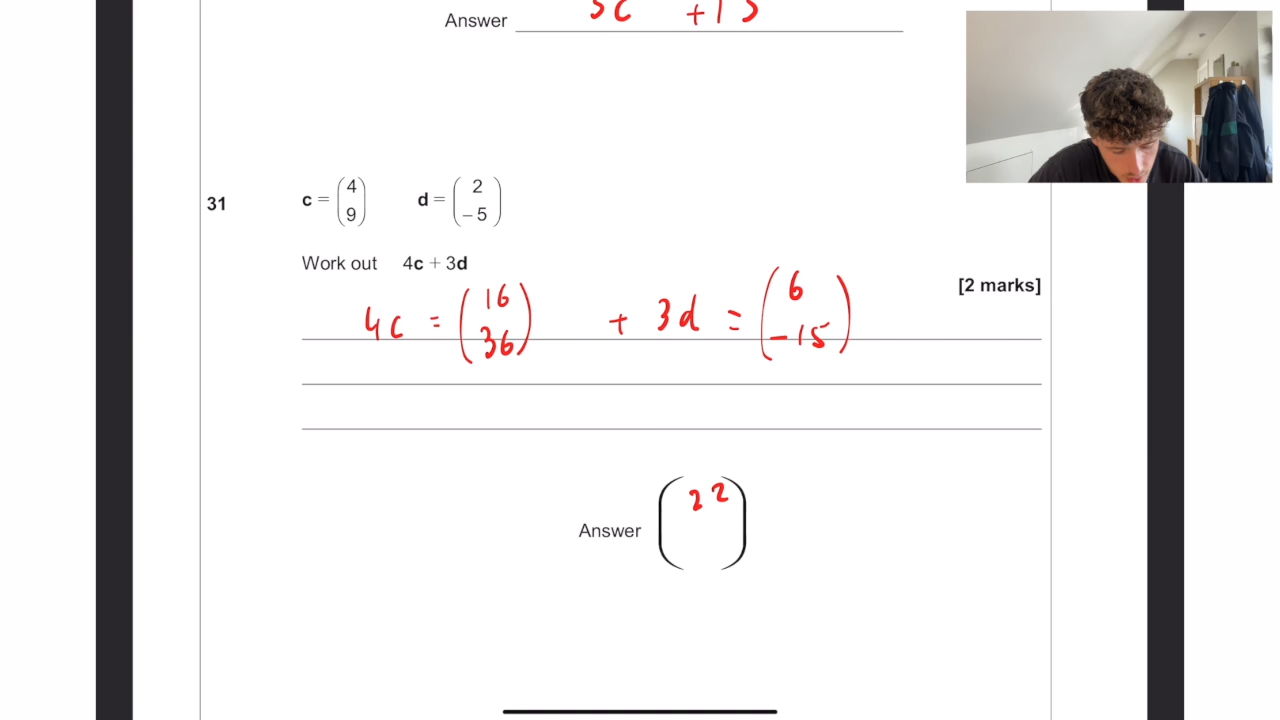 Answer 5c +15
31 c = (4 9) d = (2 −5)
Work out 4c + 3d
[2 marks]
4c = (16 36) + 3d = (6 −15)
Answer (22)